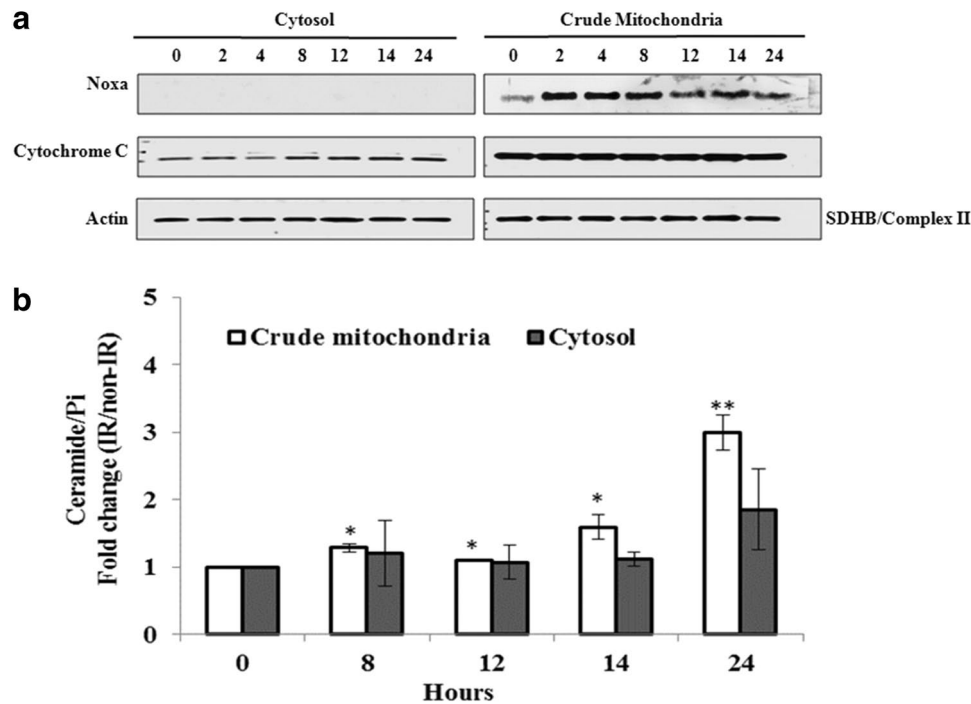 a
Cytosol
Crude Mitochondria
0 2 4 8 12 14 24
0 2 4 8 12 14 24
Noxa
Cytochrome C
Actin
SDHB/Complex II
b
Ceramide/Pi
Fold change (IR/non-IR)
5
4
3
2
1
0
Crude mitochondria
Cytosol
*
*
*
**
0 8 12 14 24
Hours